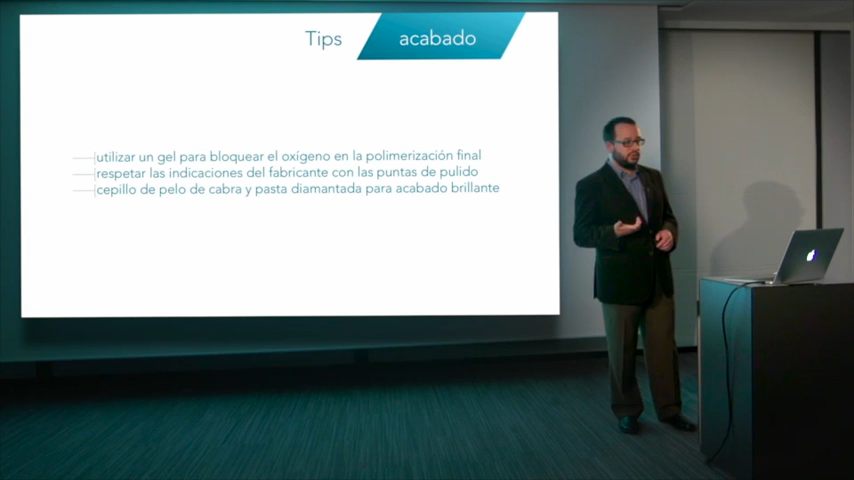 Tips acabado
utilizar un gel para bloquear el oxígeno en la polimerización final
respetar las indicaciones del fabricante con las puntas de pulido
cepillo de pelo de cabra y pasta diamantada para acabado brillante